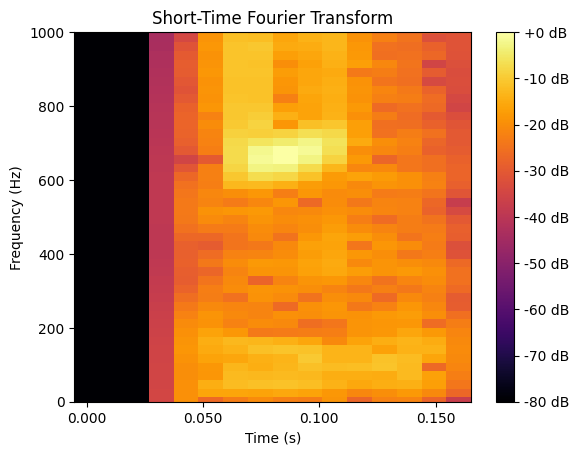 Short-Time Fourier Transform
1000
800
600
400
200
0
Frequency (Hz)
0.000
0.050
0.100
0.150
Time (s)
+0 dB
-10 dB
-20 dB
-30 dB
-40 dB
-50 dB
-60 dB
-70 dB
-80 dB